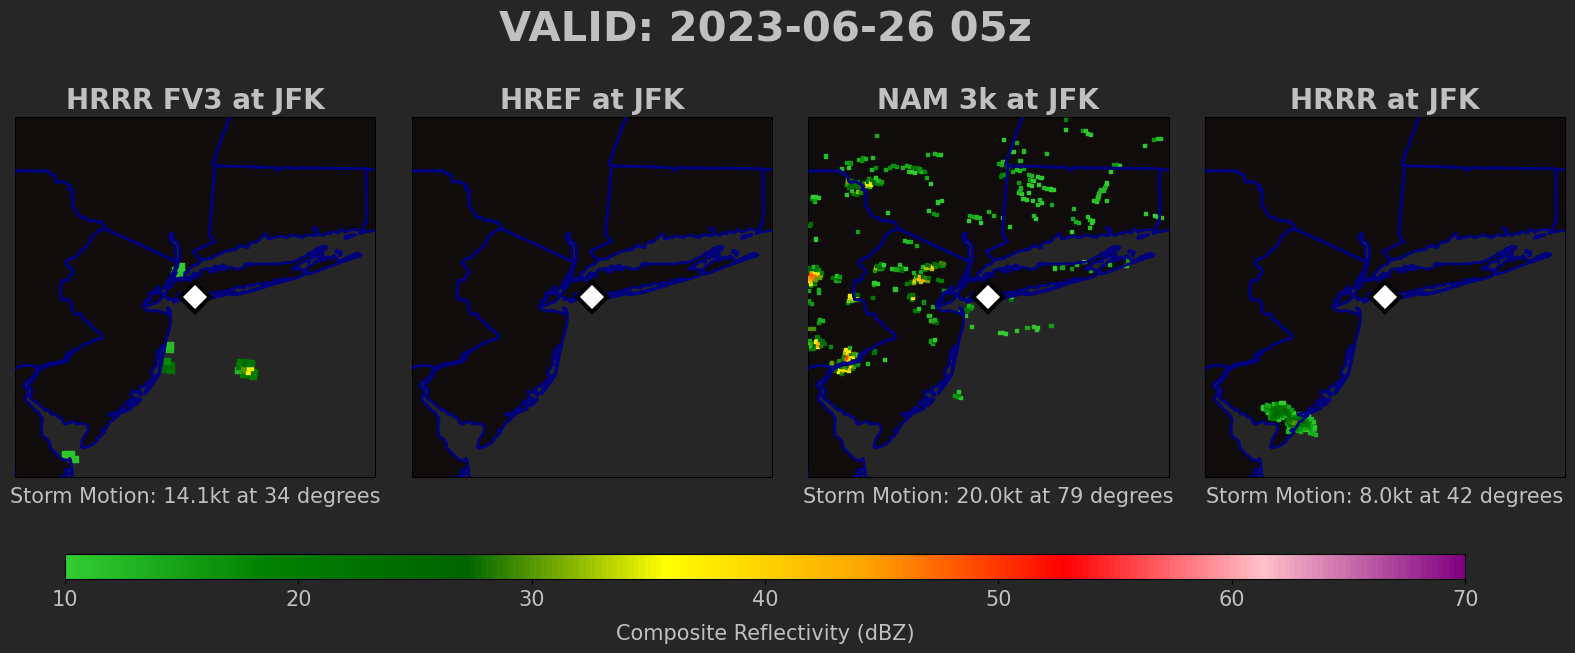 VALID: 2023-06-26 05z
HRRR FV3 at JFK
HREF at JFK
NAM 3k at JFK
HRRR at JFK
Storm Motion: 14.1kt at 34 degrees
Storm Motion: 20.0kt at 79 degrees
Storm Motion: 8.0kt at 42 degrees
10 20 30 40 50 60 70
Composite Reflectivity (dBZ)